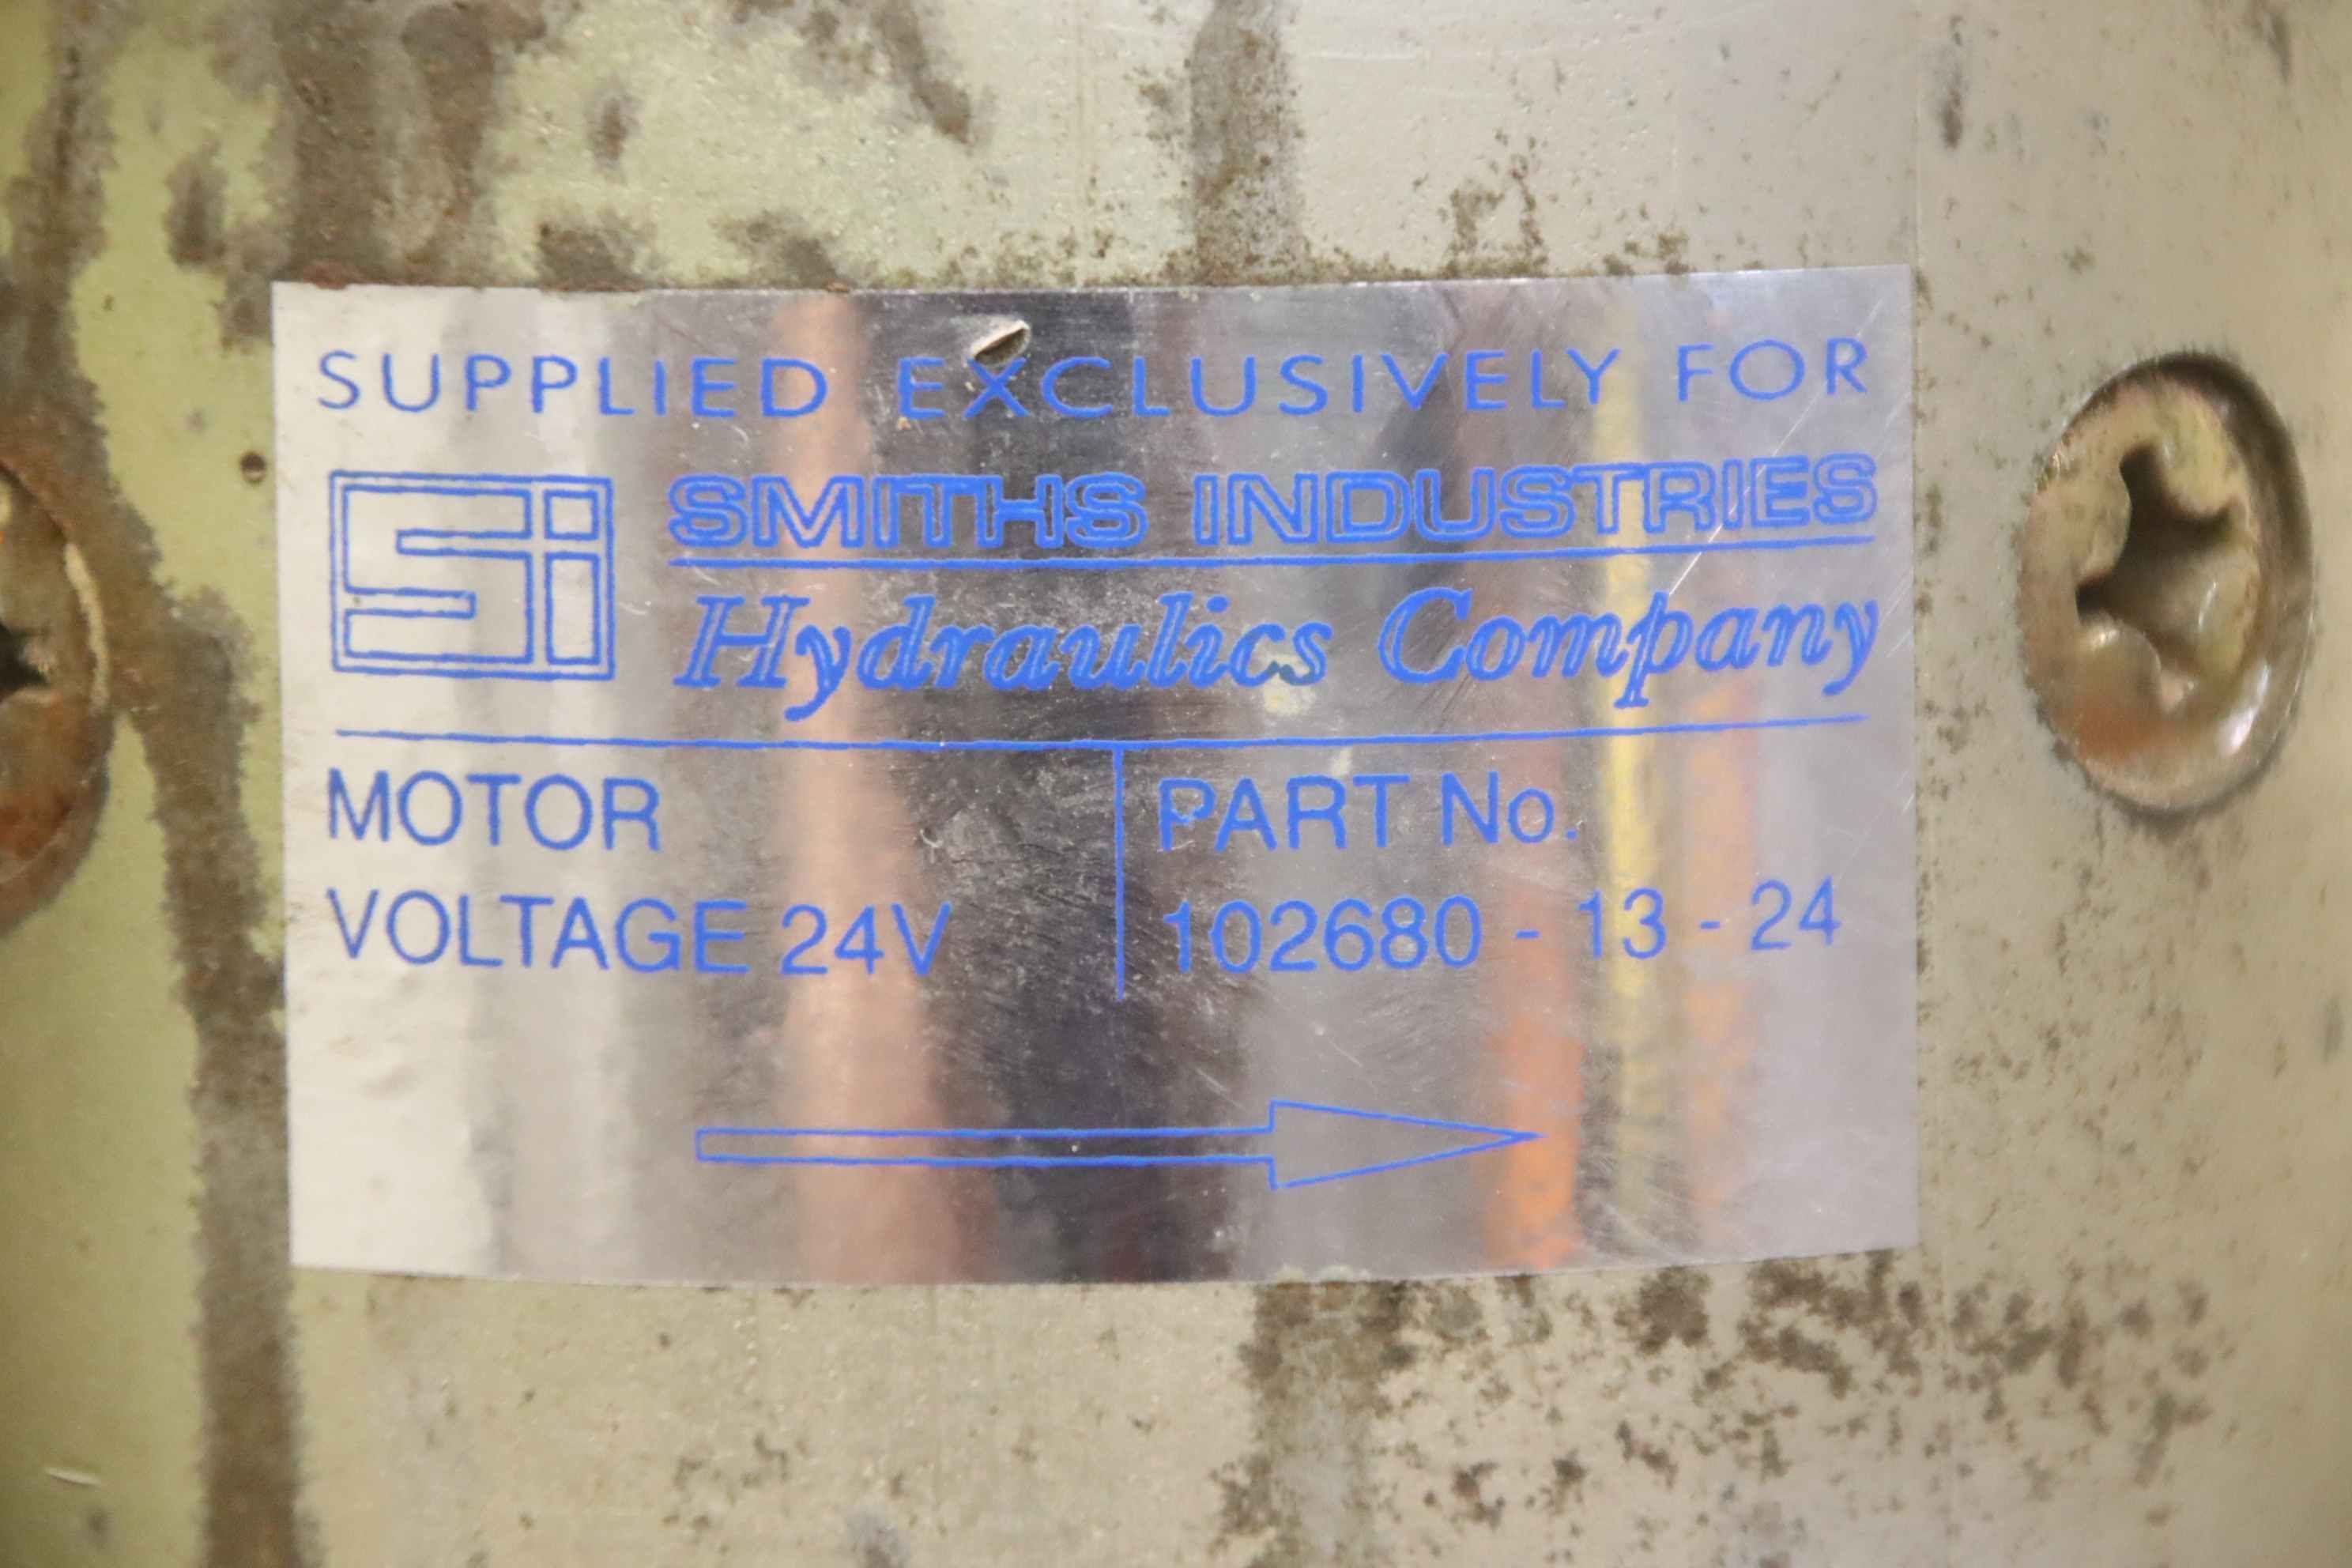 SUPPLIED EXCLUSIVELY FOR
Si SMITHS INDUSTRIES
Hydraulics Company
MOTOR
VOLTAGE 24V
PART No.
102680 - 13 - 24